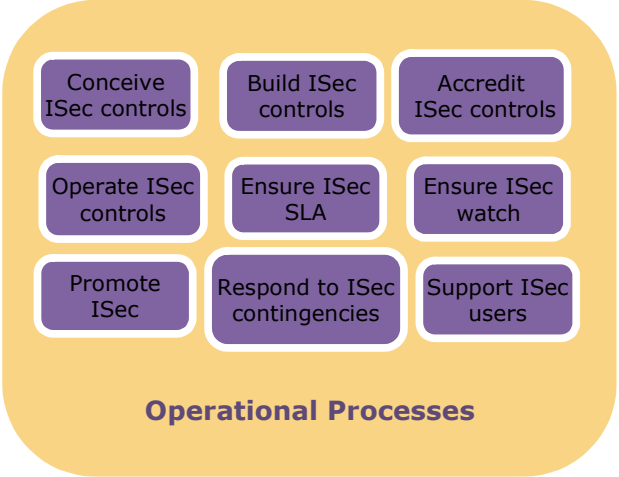 Conceive
ISec controls
Build ISec
controls
Accredit
ISec controls
Operate ISec
controls
Ensure ISec
SLA
Ensure ISec
watch
Promote
ISec
Respond to ISec
contingencies
Support ISec
users
Operational Processes